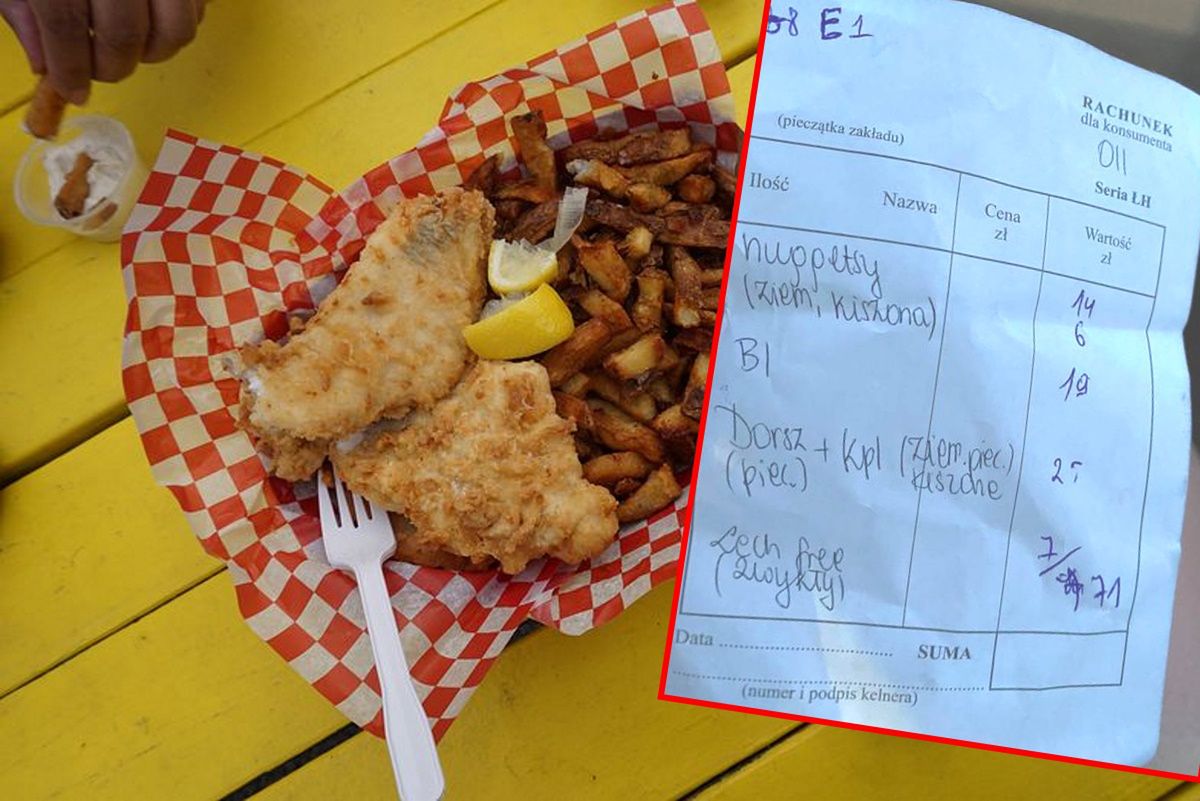 E1
RACHUNEK
dla konsumenta
(pieczątka zakładu)
011
Seria ŁH
Ilość Nazwa Cena zł Wartość zł
nuggetsy 14
(ziem, kiszona) 6
B1 19
Dorsz + kpl (ziem. piec.)
(piec.) kiszone
Lech free 7/
(zwykły) 71
Data .......... SUMA
(numer i podpis kelnera)